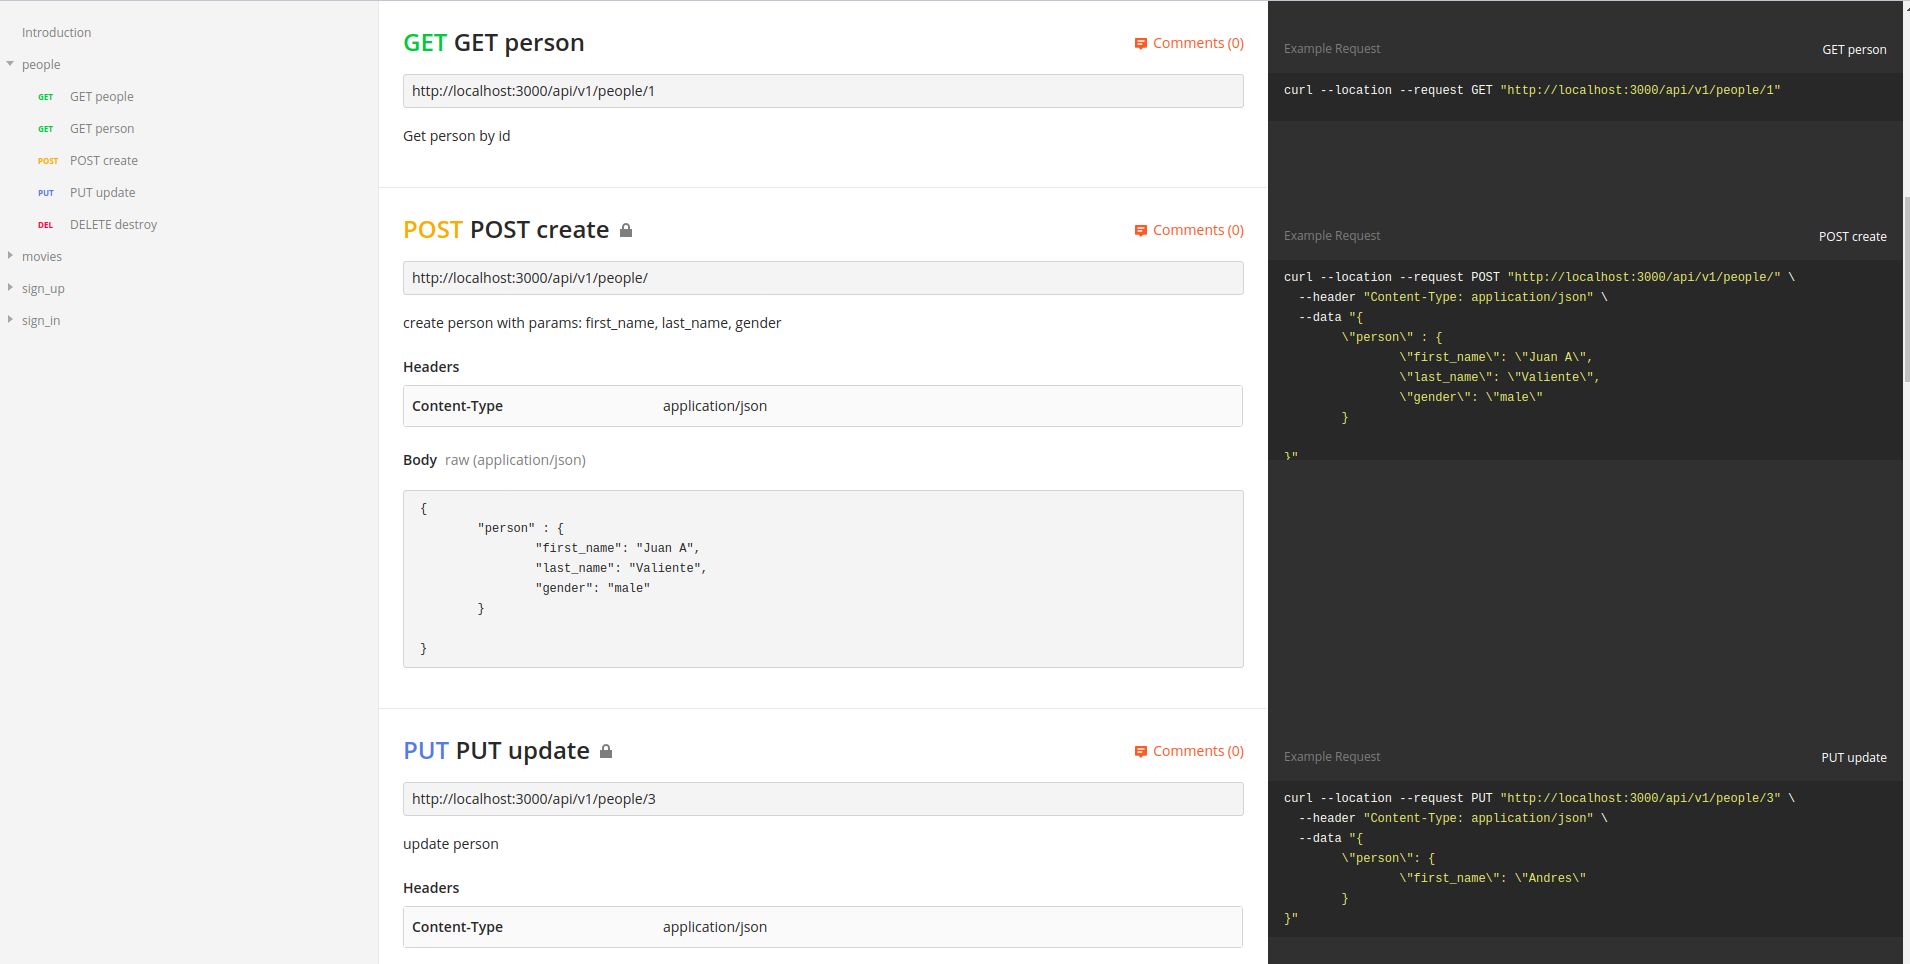 Introduction
people
GET GET people
GET GET person
POST POST create
PUT PUT update
DEL DELETE destroy
movies
sign_up
sign_in
GET GET person
Comments (0)
http://localhost:3000/api/v1/people/1
Get person by id
POST POST create
Comments (0)
http://localhost:3000/api/v1/people/
create person with params: first_name, last_name, gender
Headers
Content-Type application/json
Body raw (application/json)
{
"person" : {
"first_name": "Juan A",
"last_name": "Valiente",
"gender": "male"
}
}
PUT PUT update
Comments (0)
http://localhost:3000/api/v1/people/3
update person
Headers
Content-Type application/json
Example Request GET person
curl --location --request GET "http://localhost:3000/api/v1/people/1"
Example Request POST create
curl --location --request POST "http://localhost:3000/api/v1/people/" \
--header "Content-Type: application/json" \
--data "{
\"person\" : {
\"first_name\": \"Juan A\",
\"last_name\": \"Valiente\",
\"gender\": \"male\"
}
}"
Example Request PUT update
curl --location --request PUT "http://localhost:3000/api/v1/people/3" \
--header "Content-Type: application/json" \
--data "{
\"person\": {
\"first_name\": \"Andres\"
}
}"